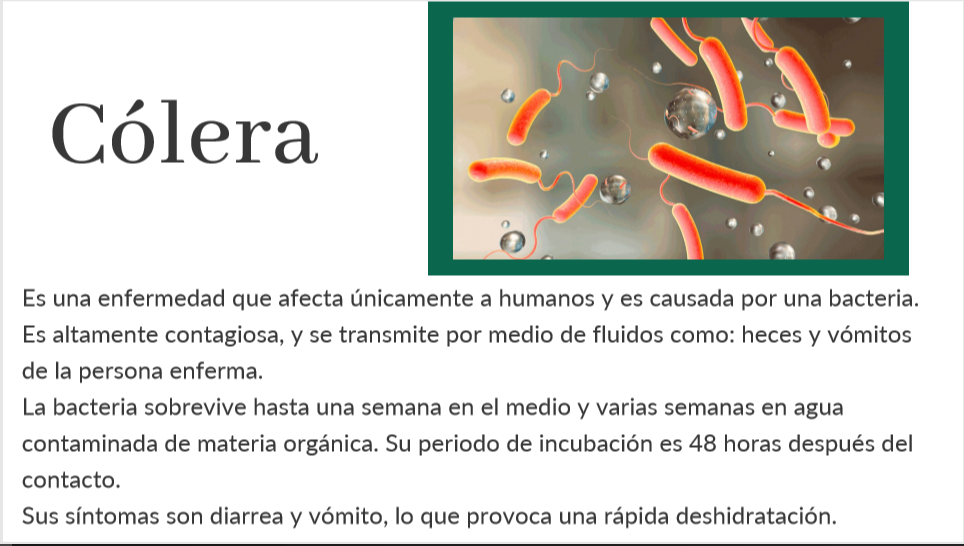 Cólera
Es una enfermedad que afecta únicamente a humanos y es causada por una bacteria.
Es altamente contagiosa, y se transmite por medio de fluidos como: heces y vómitos
de la persona enferma.
La bacteria sobrevive hasta una semana en el medio y varias semanas en agua
contaminada de materia orgánica. Su periodo de incubación es 48 horas después del
contacto.
Sus síntomas son diarrea y vómito, lo que provoca una rápida deshidratación.